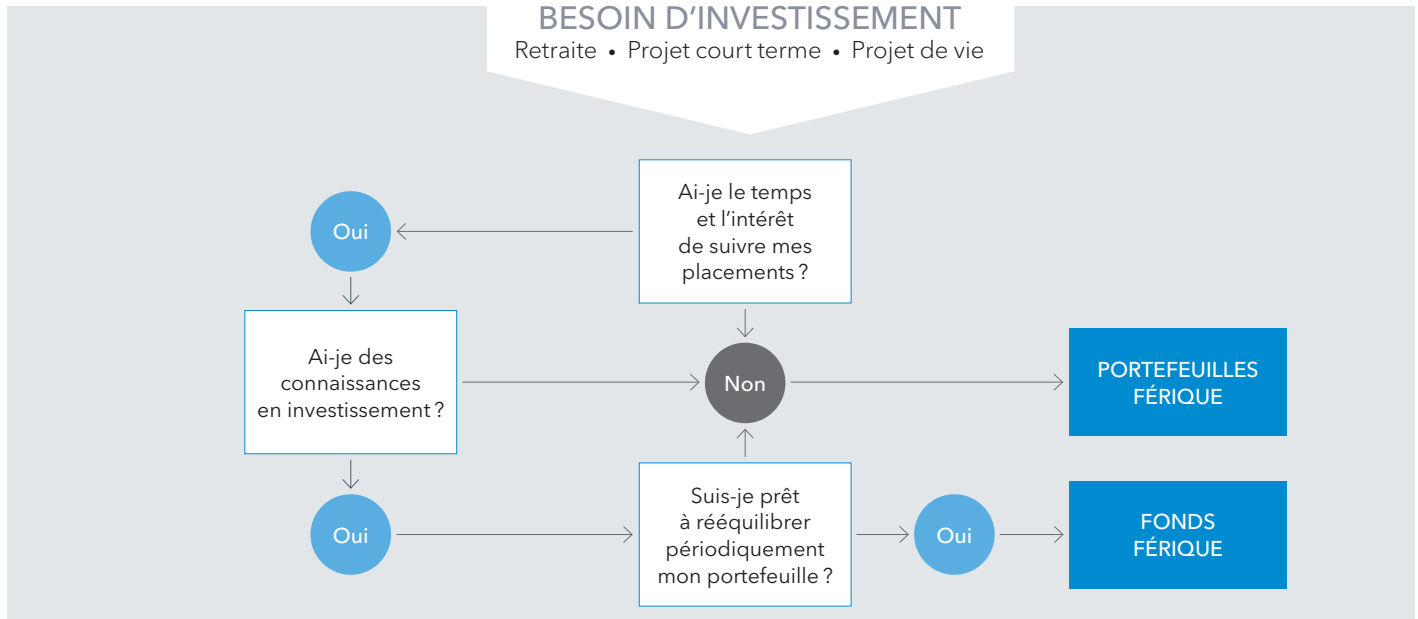 BESOIN D'INVESTISSEMENT
Retraite • Projet court terme • Projet de vie
Ai-je le temps
et l'intérêt
de suivre mes
placements ?
Oui
Ai-je des
connaissances
en investissement ?
Non
PORTEFEUILLES
FÉRIQUE
Oui
Suis-je prêt
à rééquilibrer
périodiquement
mon portefeuille ?
Oui
FONDS
FÉRIQUE